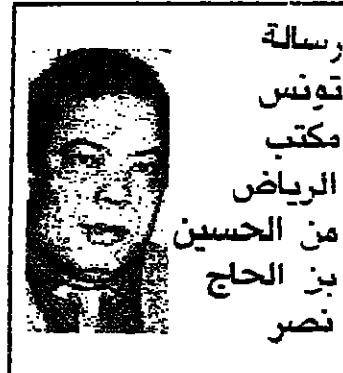 رسالة
تونس
مكتب
الرياض
من الحسين
بن الحاج
نصر